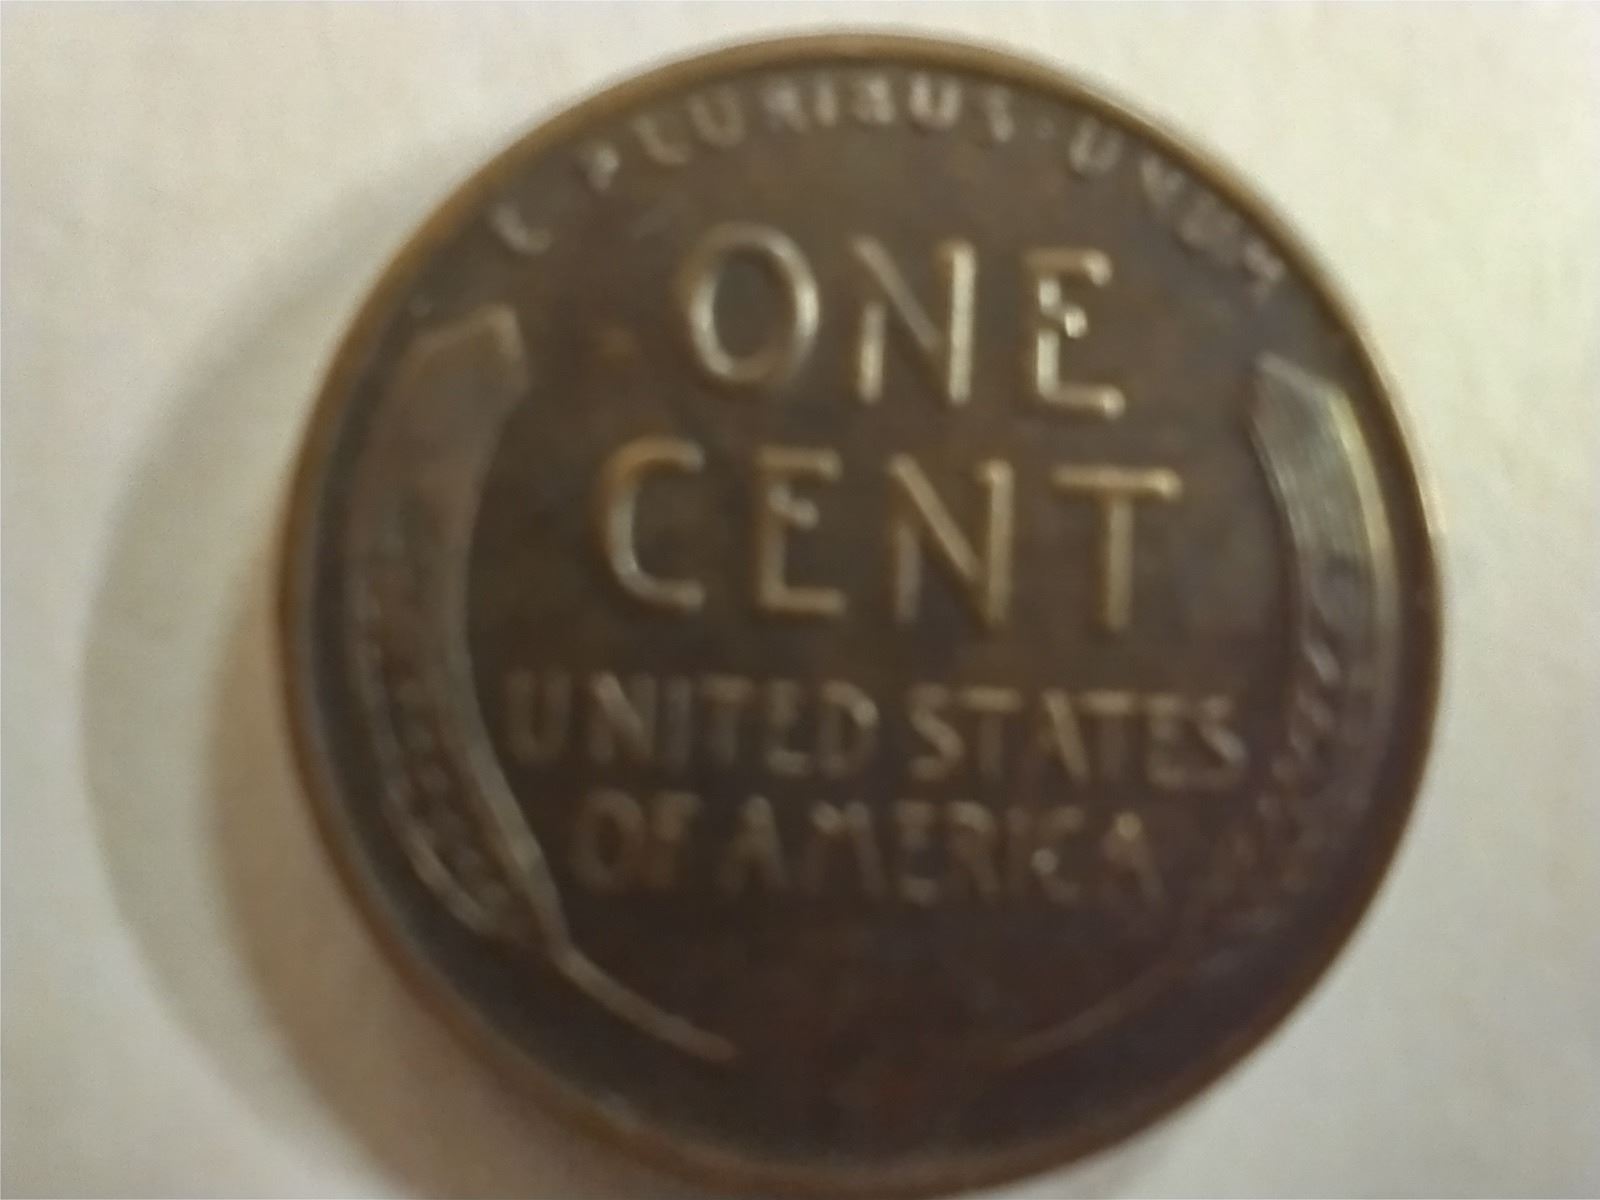 E · PLURIBUS · UNUM
ONE
CENT
UNITED STATES
OF AMERICA